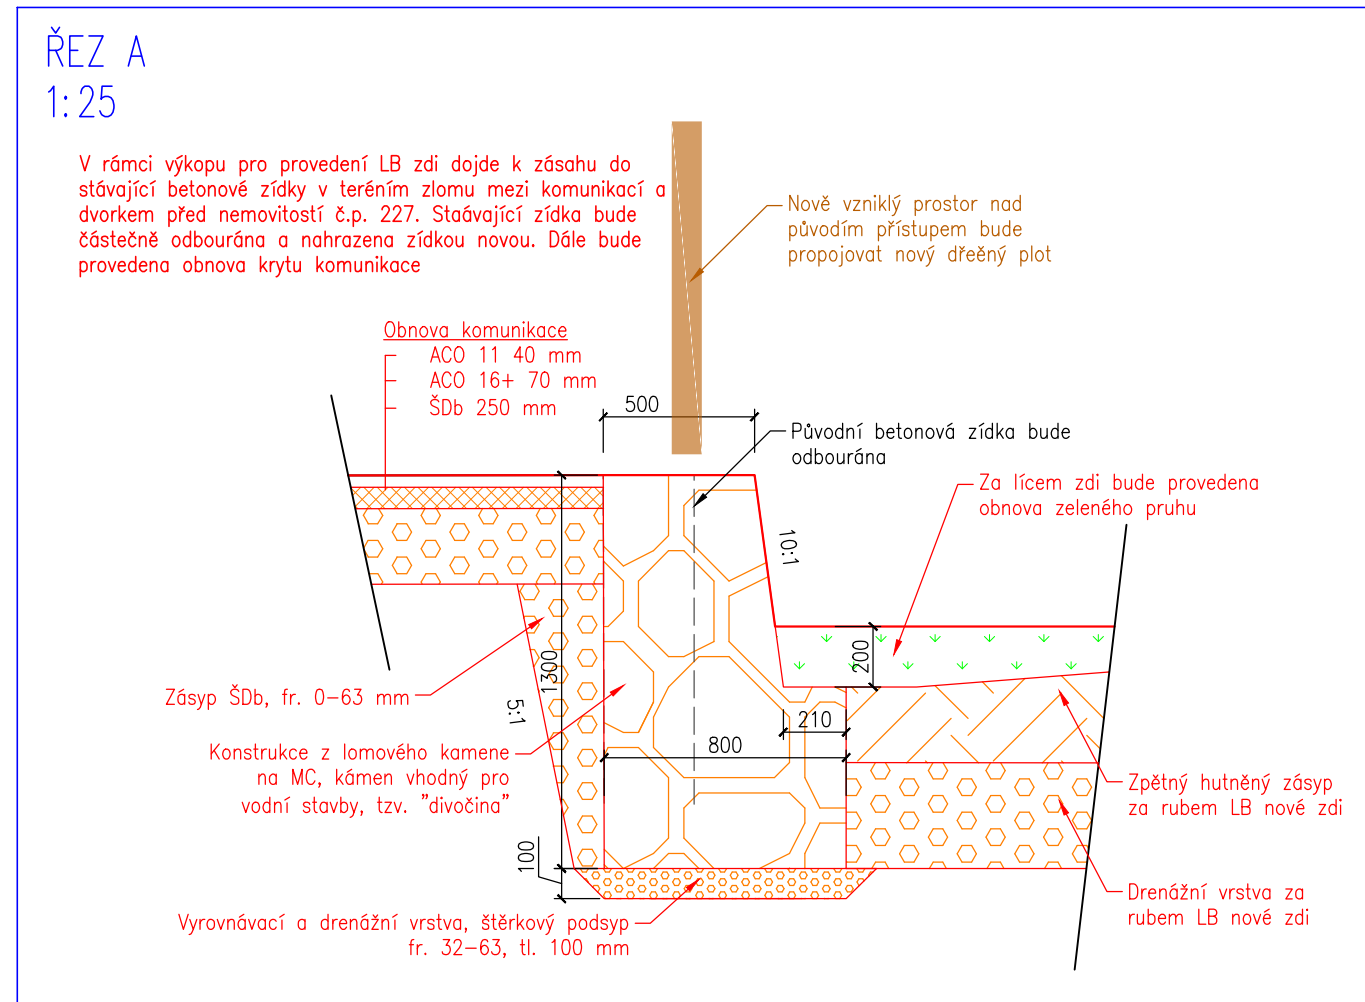 ŘEZ A
1:25
V rámci výkopu pro provedení LB zdi dojde k zásahu do
stávající betonové zídky v teréním zlomu mezi komunikací a
dvorkem před nemovitostí č.p. 227. Staávající zídka bude
částečně odbourána a nahrazena zídkou novou. Dále bude
provedena obnova krytu komunikace
Nově vzniklý prostor nad
původím přístupem bude
propojovat nový dřeěný plot
Obnova komunikace
ACO 11 40 mm
ACO 16+ 70 mm
ŠDb 250 mm
500
Původní betonová zídka bude
odbourána
Za lícem zdi bude provedena
obnova zeleného pruhu
10:1
200
1300
Zásyp ŠDb, fr. 0-63 mm
5:1
210
800
Konstrukce z lomového kamene
na MC, kámen vhodný pro
vodní stavby, tzv. "divočina"
Zpětný hutněný zásyp
za rubem LB nové zdi
100
Drenážní vrstva za
rubem LB nové zdi
Vyrovnávací a drenážní vrstva, štěrkový podsyp
fr. 32-63, tl. 100 mm